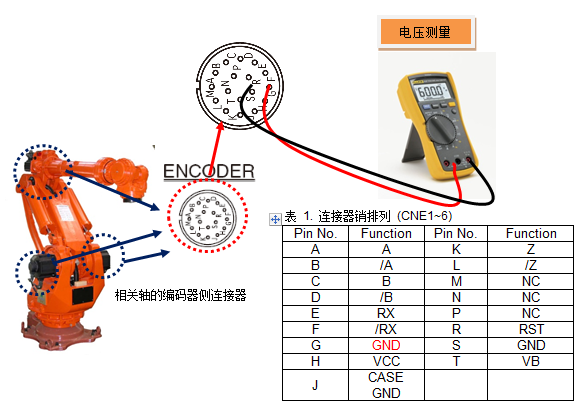 电压测量
600.0
ENCODER
相关轴的编码器侧连接器
表 1. 连接器销排列 (CNE1~6)
Pin No. Function Pin No. Function
A A K Z
B /A L /Z
C B M NC
D /B N NC
E RX P NC
F /RX R RST
G GND S GND
H VCC T VB
J CASE GND